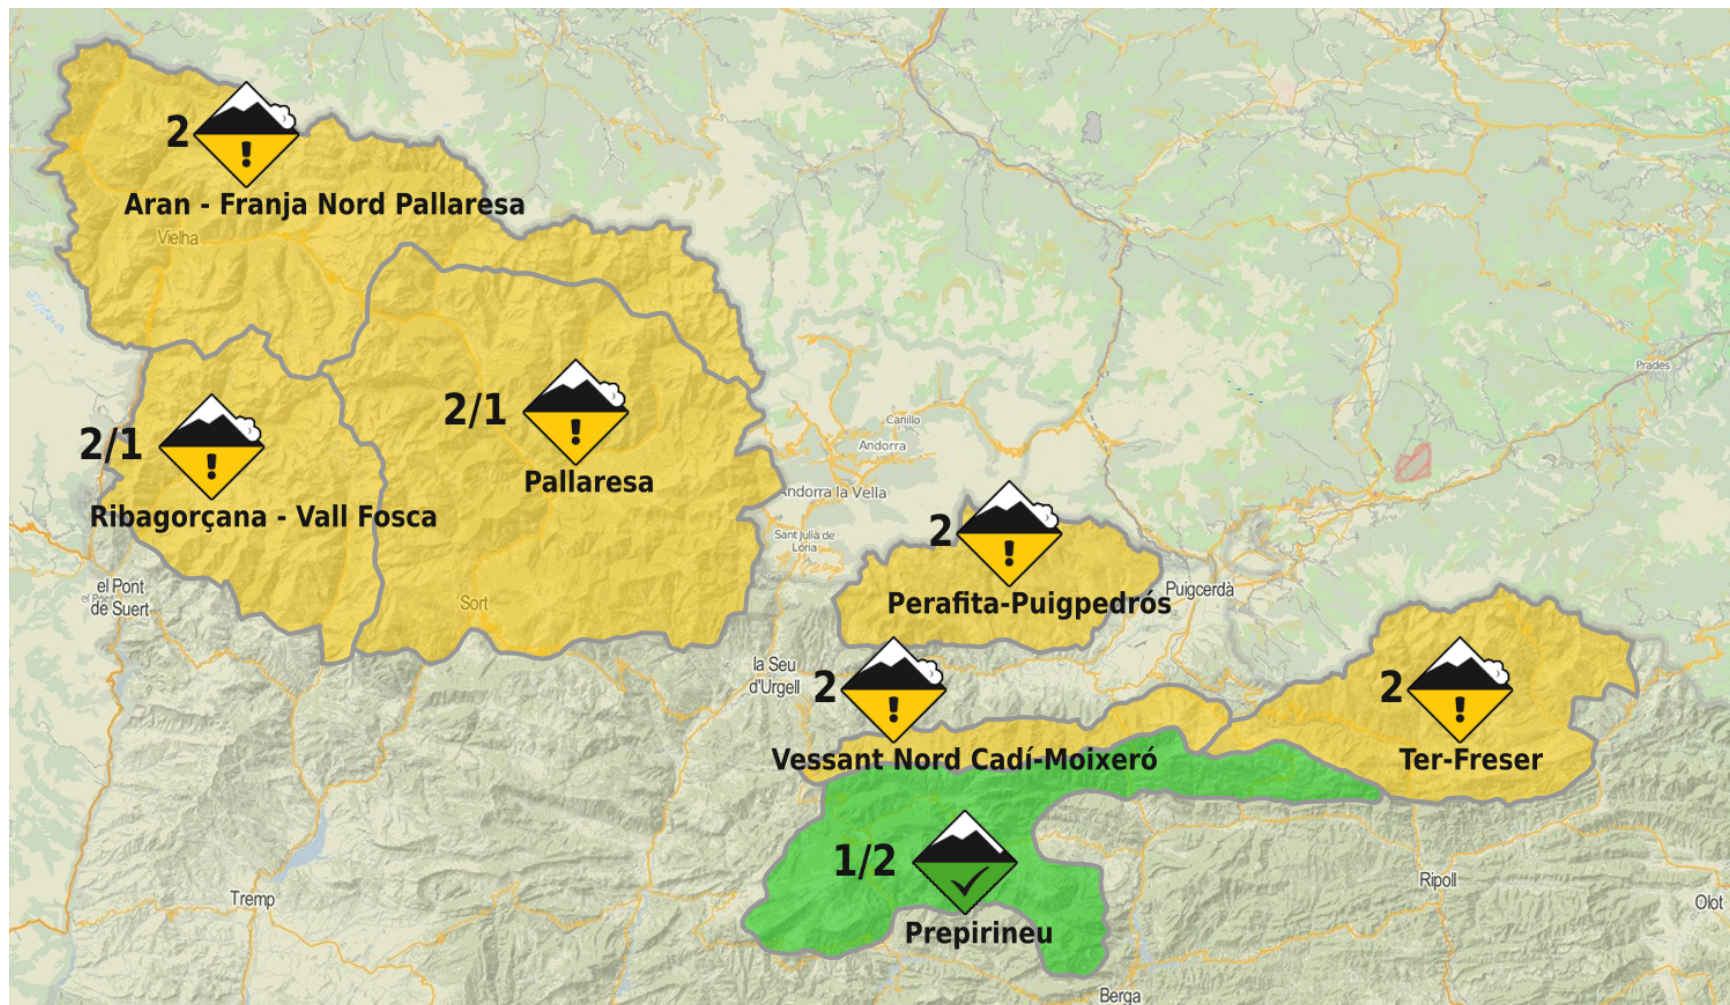 2
Aran - Franja Nord Pallaresa
Vielha
2/1
Pallaresa
2/1
Ribagorçana - Vall Fosca
Prades
Canillo
Andorra
Andorra la Vella
Sant Julià de
Lòria
2
Perafita-Puigpedrós
Puigcerdà
el Pont
de Suert
Sort
la Seu
d'Urgell
2
Vessant Nord Cadí-Moixeró
2
Ter-Freser
1/2
Prepirineu
Tremp
Ripoll
Olot
Berga